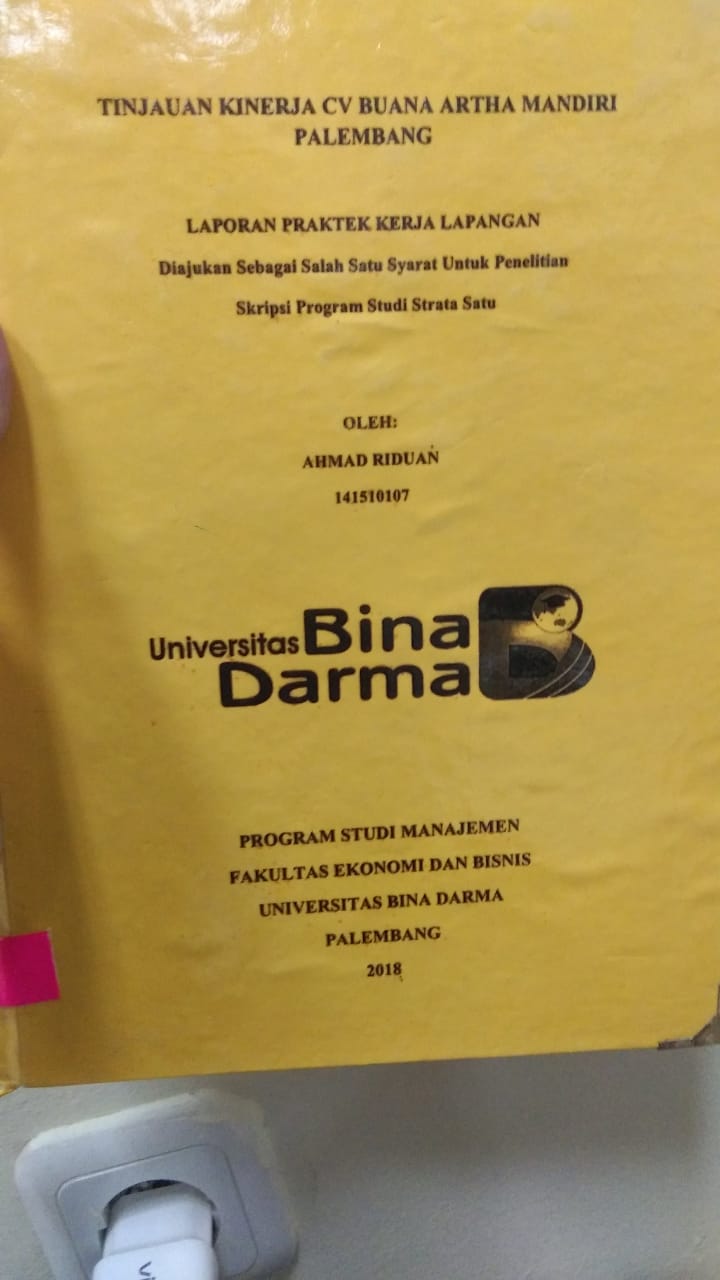 TINJAUAN KINERJA CV BUANA ARTHA MANDIRI
PALEMBANG
LAPORAN PRAKTEK KERJA LAPANGAN
Diajukan Sebagai Salah Satu Syarat Untuk Penelitian
Skripsi Program Studi Strata Satu
OLEH:
AHMAD RIDUAN
141510107
Universitas Bina
Darma
PROGRAM STUDI MANAJEMEN
FAKULTAS EKONOMI DAN BISNIS
UNIVERSITAS BINA DARMA
PALEMBANG
2018